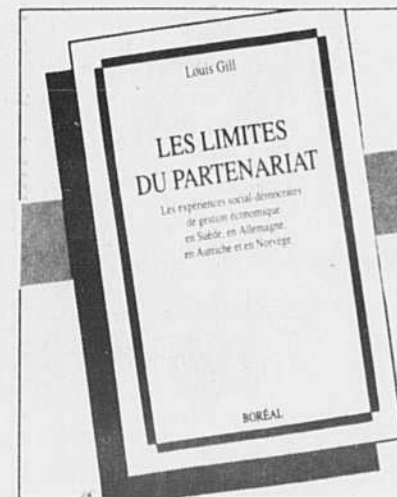 Louis Gill
LES LIMITES
DU PARTENARIAT
Les expériences social-démocrates
de gestion économique
en Suède, en Allemagne,
en Autriche et en Norvège
BORÉAL